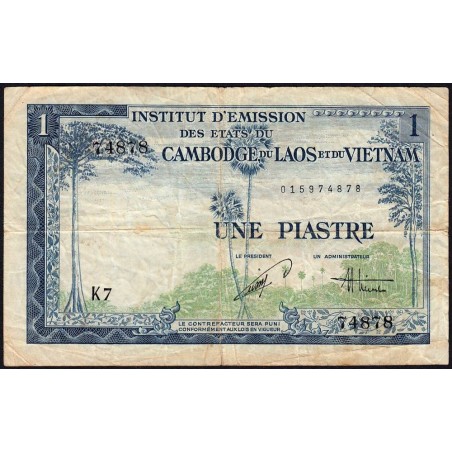 1 INSTITUT D'EMISSION 1
DES ETATS DU
74878 CAMBODGE DU LAOS ET DU VIETNAM
015974878
UNE PIASTRE
LE PRESIDENT UN ADMINISTRATEUR
K7
74878
LE CONTREFACTEUR SERA PUNI
CONFORMEMENT AUX LOIS EN VIGUEUR